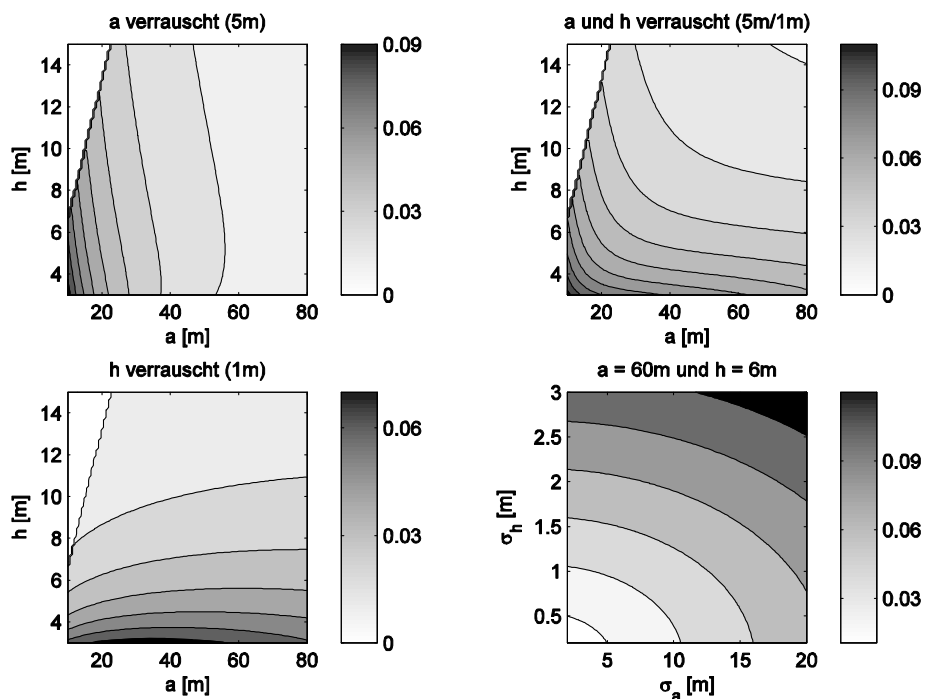 a verrauscht (5m)
14
12
10
8
6
4
h [m]
20 40 60 80
a [m]
0.09
0.06
0.03
0
a und h verrauscht (5m/1m)
14
12
10
8
6
4
h [m]
20 40 60 80
a [m]
0.09
0.06
0.03
0
h verrauscht (1m)
14
12
10
8
6
4
h [m]
20 40 60 80
a [m]
0.06
0.03
0
a = 60m und h = 6m
3
2.5
2
1.5
1
0.5
σh [m]
5 10 15 20
σa [m]
0.09
0.06
0.03